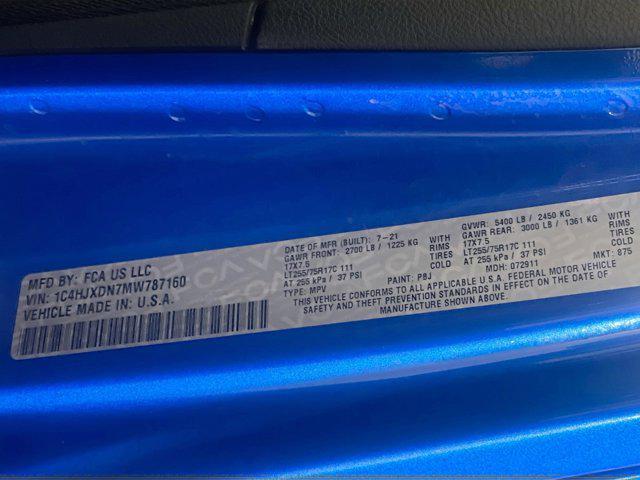 MFD BY: FCA US LLC
VIN: 1C4HJXDN7MW787160
VEHICLE MADE IN: U.S.A.
DATE OF MFR (BUILT): 7-21
GAWR FRONT: 2700 LB / 1225 KG WITH
17X7.5 RIMS
LT255/75R17C 111 TIRES
AT 255 kPa / 37 PSI COLD
GVWR: 5400 LB / 2450 KG
GAWR REAR: 3000 LB / 1361 KG WITH
17X7.5 RIMS
LT255/75R17C 111 TIRES
AT 255 kPa / 37 PSI COLD
TYPE: MPV PAINT: PBJ MDH: 072911 MKT: 875
THIS VEHICLE CONFORMS TO ALL APPLICABLE U.S.A. FEDERAL MOTOR VEHICLE
SAFETY AND THEFT PREVENTION STANDARDS IN EFFECT ON THE DATE OF
MANUFACTURE SHOWN ABOVE.